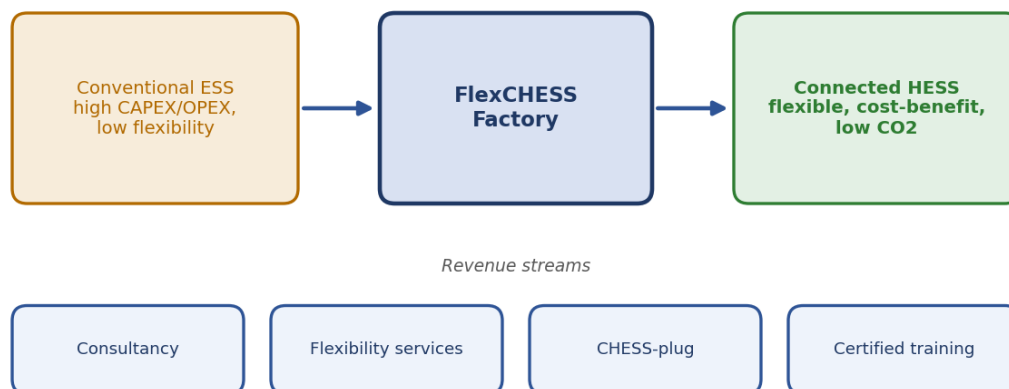 Conventional ESS
high CAPEX/OPEX,
low flexibility
FlexCHESS
Factory
Connected HESS
flexible, cost-benefit,
low CO2
Revenue streams
Consultancy
Flexibility services
CHESS-plug
Certified training